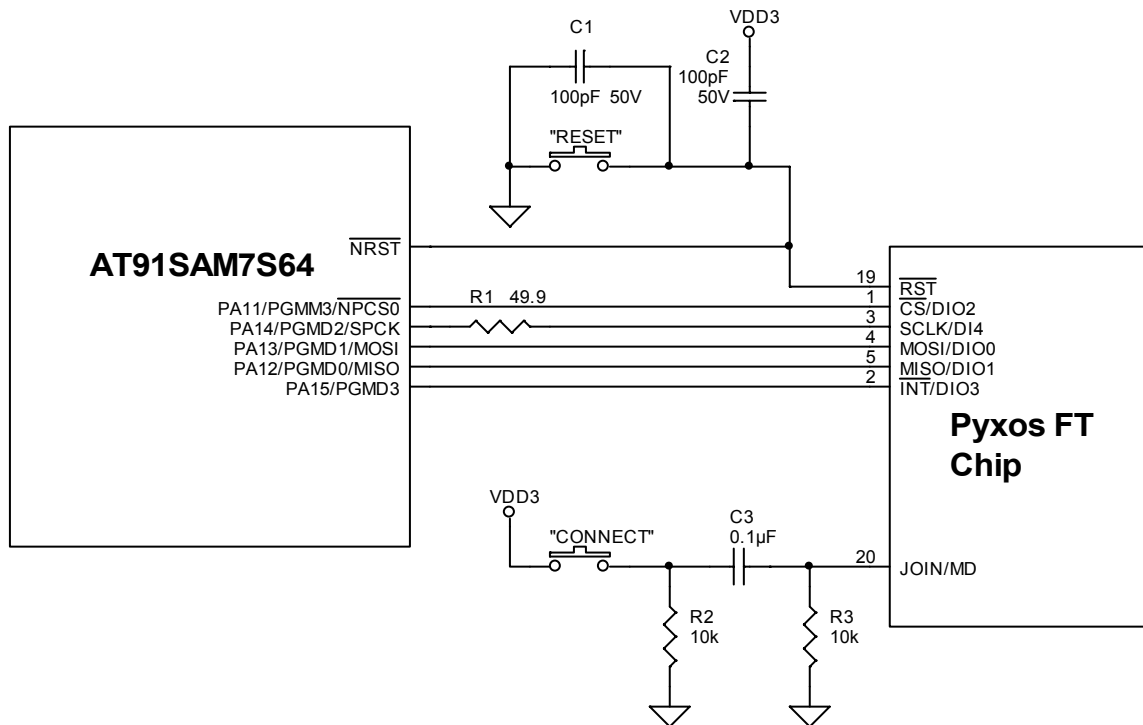 C1
100pF 50V
VDD3
C2
100pF
50V
"RESET"
AT91SAM7S64
NRST
PA11/PGMM3/NPCS0
PA14/PGMD2/SPCK
PA13/PGMD1/MOSI
PA12/PGMD0/MISO
PA15/PGMD3
R1 49.9
19
1
3
4
5
2
RST
CS/DIO2
SCLK/DI4
MOSI/DIO0
MISO/DIO1
INT/DIO3
Pyxos FT
Chip
VDD3
"CONNECT"
C3
0.1µF
20
JOIN/MD
R2
10k
R3
10k